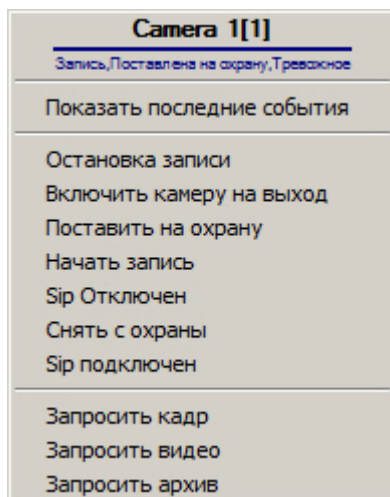 Camera 1[1]
Запись,Поставлена на охрану,Тревожное
Показать последние события
Остановка записи
Включить камеру на выход
Поставить на охрану
Начать запись
Sip Отключен
Снять с охраны
Sip подключен
Запросить кадр
Запросить видео
Запросить архив